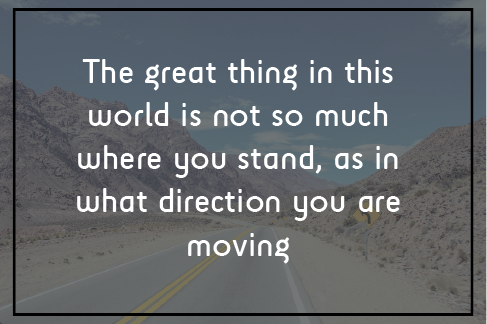 The great thing in this
world is not so much
where you stand, as in
what direction you are
moving